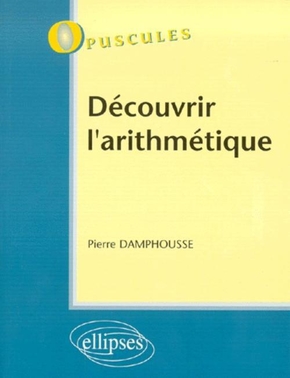 OPUSCULES
Découvrir
l'arithmétique
Pierre DAMPHOUSSE
ellipses